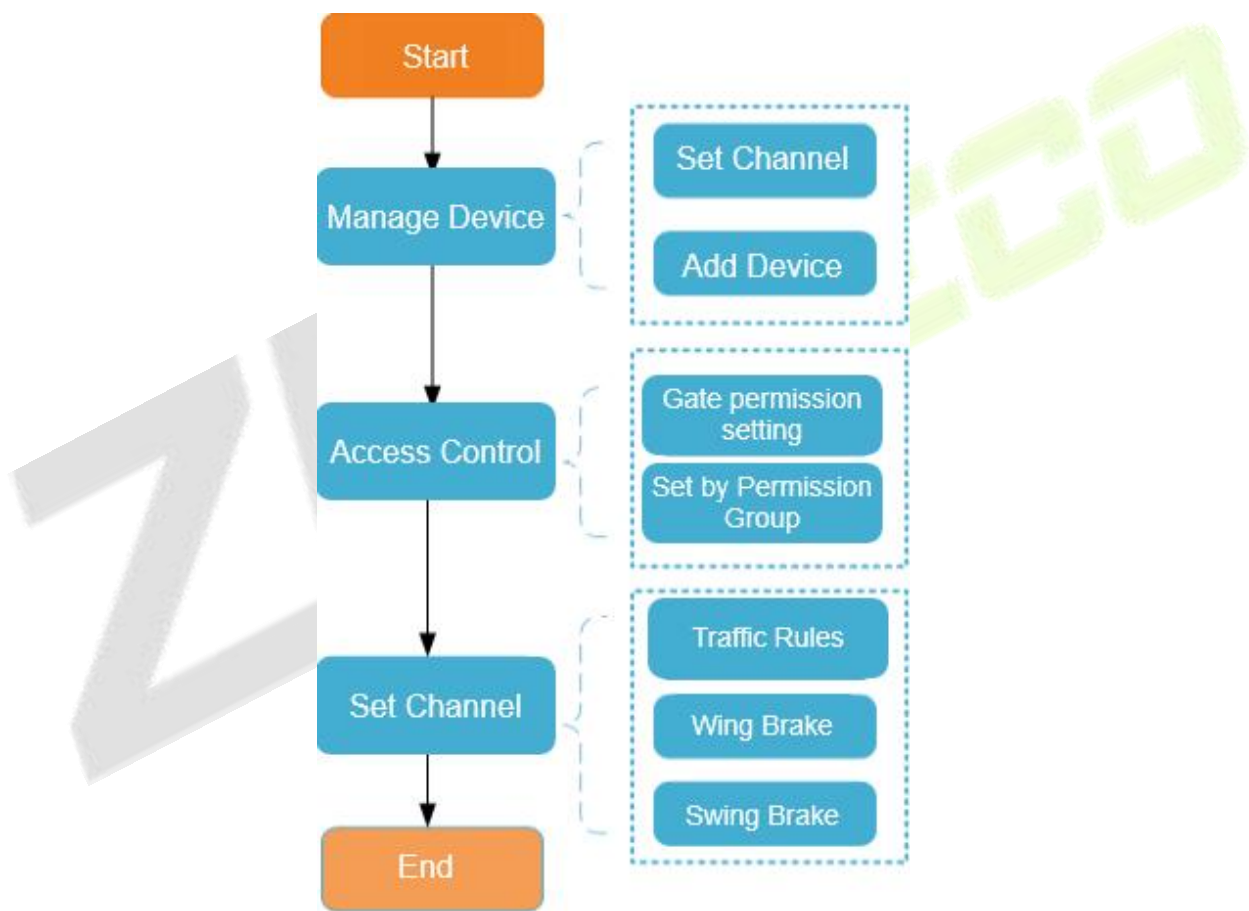 Start
Manage Device
Set Channel
Add Device
Access Control
Gate permission
setting
Set by Permission
Group
Set Channel
Traffic Rules
Wing Brake
Swing Brake
End